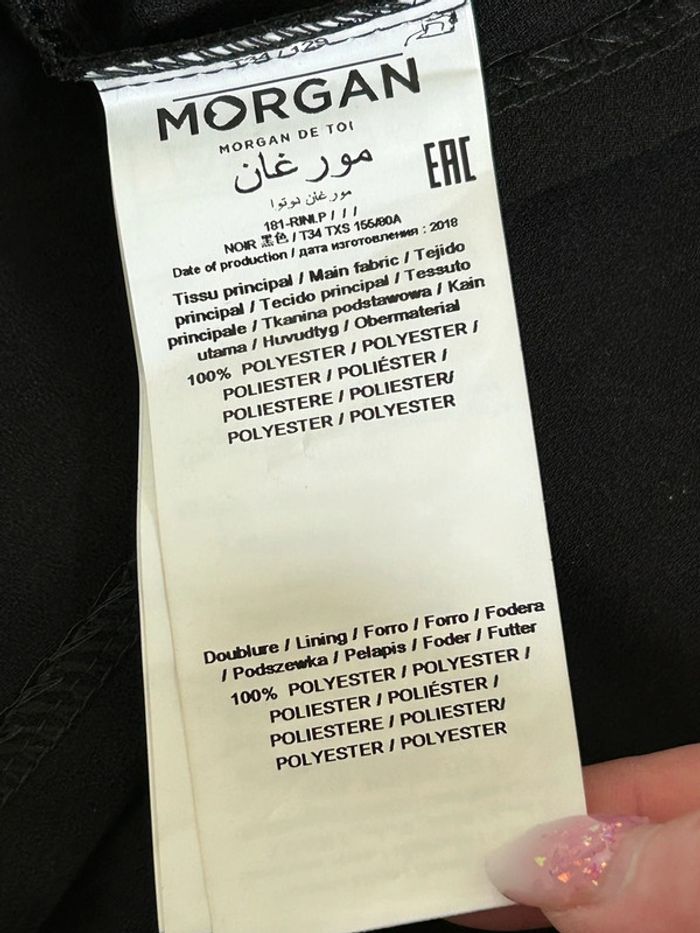 MORGAN
MORGAN DE TOI
مورغان
مورغان دوتوا
EAC
181-RINI.P / / /
NOIR 黑色 / T34 TXS 155/80A
Date of production / дата изготовления : 2018
Tissu principal / Main fabric / Tejido
principal / Tecido principal / Tessuto
principale / Tkanina podstawowa / Kain
utama / Huvudtyg / Obermaterial
100% POLYESTER / POLYESTER /
POLIESTER / POLIÉSTER /
POLIESTERE / POLIESTER/
POLYESTER / POLYESTER
Doublure / Lining / Forro / Forro / Fodera
/ Podszewka / Pelapis / Foder / Futter
100% POLYESTER / POLYESTER /
POLIESTER / POLIÉSTER /
POLIESTERE / POLIESTER/
POLYESTER / POLYESTER